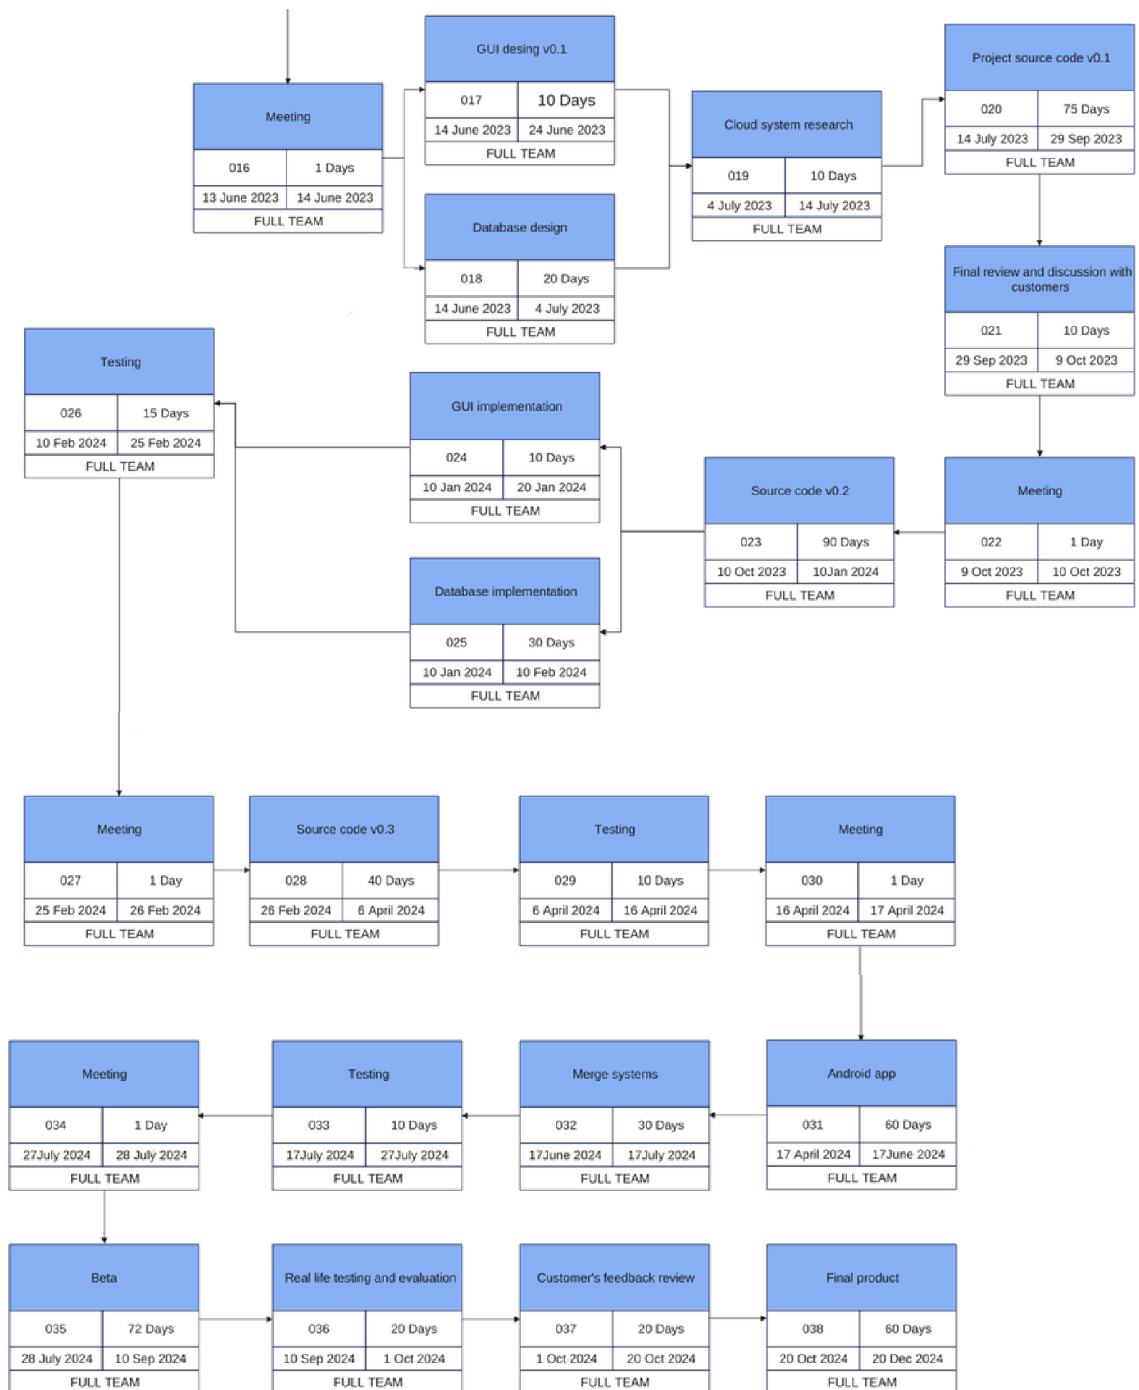 GUI desing v0.1
017 10 Days
14 June 2023 24 June 2023
FULL TEAM
Project source code v0.1
020 75 Days
14 July 2023 29 Sep 2023
FULL TEAM
Meeting
016 1 Days
13 June 2023 14 June 2023
FULL TEAM
Cloud system research
019 10 Days
4 July 2023 14 July 2023
FULL TEAM
Database design
018 20 Days
14 June 2023 4 July 2023
FULL TEAM
Final review and discussion with
customers
021 10 Days
29 Sep 2023 9 Oct 2023
FULL TEAM
Testing
026 15 Days
10 Feb 2024 25 Feb 2024
FULL TEAM
GUI implementation
024 10 Days
10 Jan 2024 20 Jan 2024
FULL TEAM
Source code v0.2
023 90 Days
10 Oct 2023 10Jan 2024
FULL TEAM
Meeting
022 1 Day
9 Oct 2023 10 Oct 2023
FULL TEAM
Database implementation
025 30 Days
10 Jan 2024 10 Feb 2024
FULL TEAM
Meeting
027 1 Day
25 Feb 2024 26 Feb 2024
FULL TEAM
Source code v0.3
028 40 Days
26 Feb 2024 6 April 2024
FULL TEAM
Testing
029 10 Days
6 April 2024 16 April 2024
FULL TEAM
Meeting
030 1 Day
16 April 2024 17 April 2024
FULL TEAM
Meeting
034 1 Day
27July 2024 28 July 2024
FULL TEAM
Testing
033 10 Days
17July 2024 27July 2024
FULL TEAM
Merge systems
032 30 Days
17June 2024 17July 2024
FULL TEAM
Android app
031 60 Days
17 April 2024 17June 2024
FULL TEAM
Beta
035 72 Days
28 July 2024 10 Sep 2024
FULL TEAM
Real life testing and evaluation
036 20 Days
10 Sep 2024 1 Oct 2024
FULL TEAM
Customer's feedback review
037 20 Days
1 Oct 2024 20 Oct 2024
FULL TEAM
Final product
038 60 Days
20 Oct 2024 20 Dec 2024
FULL TEAM